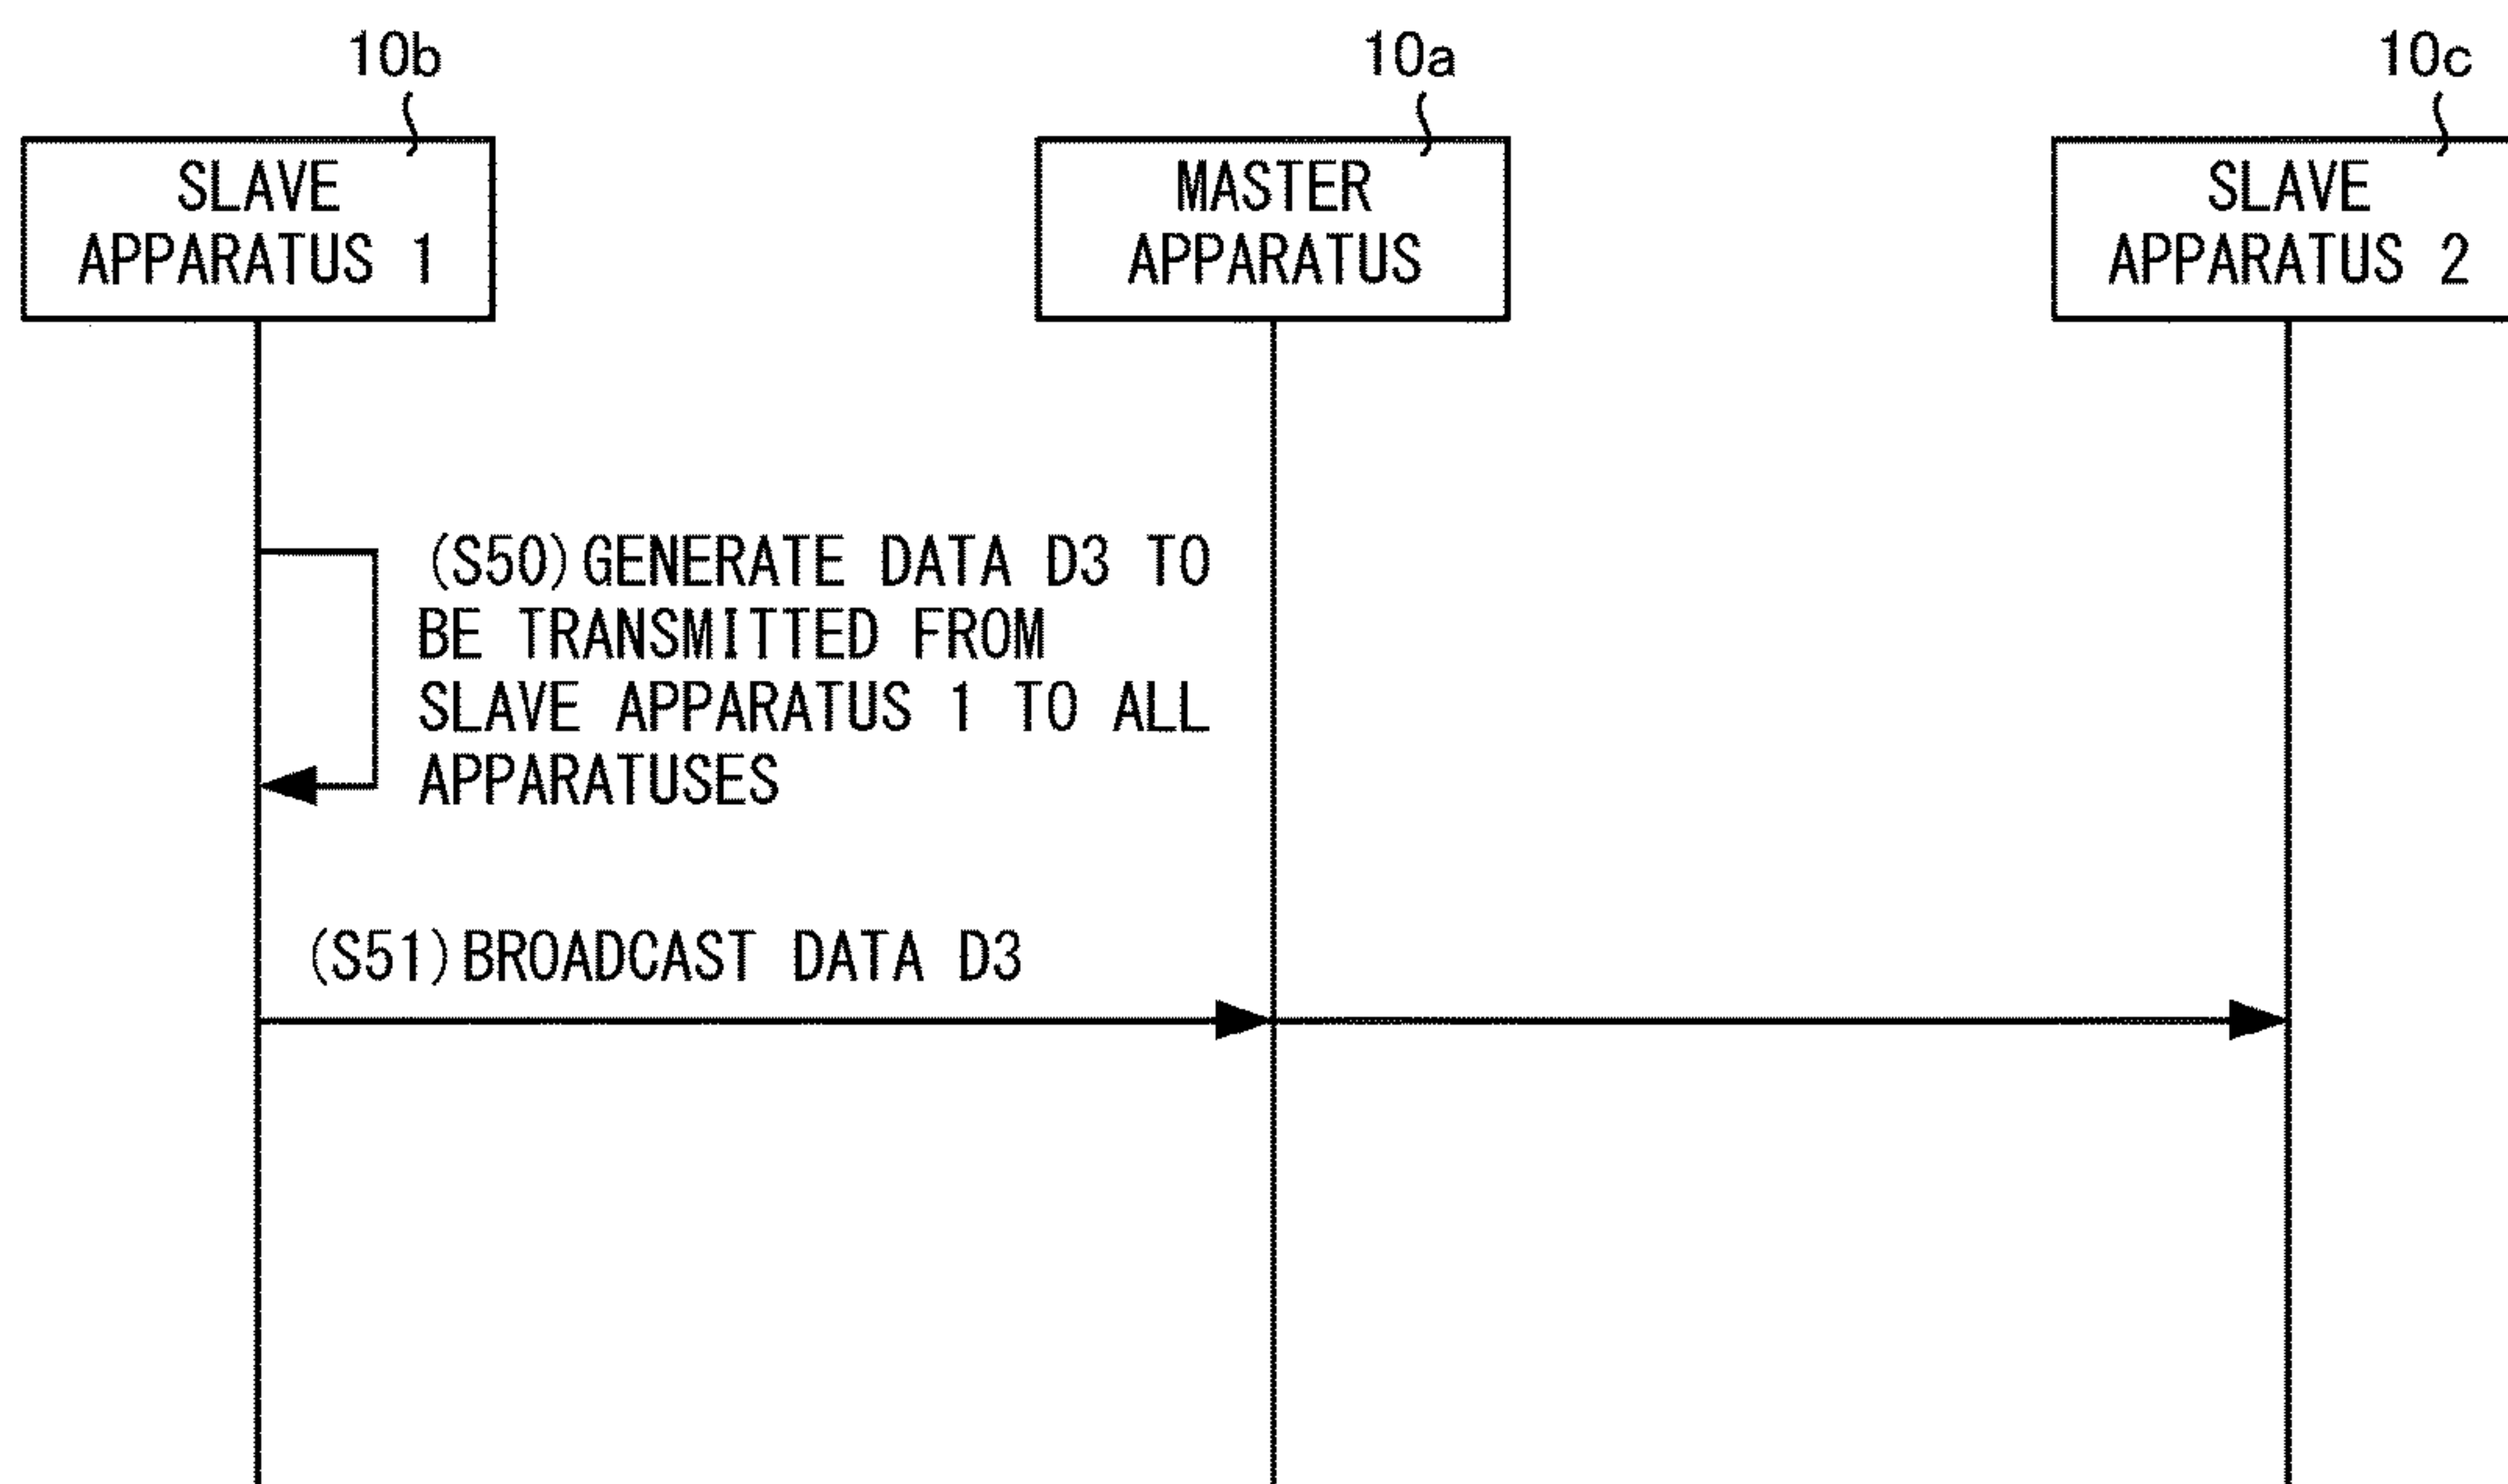 10b
10a
10c
SLAVE
APPARATUS 1
MASTER
APPARATUS
SLAVE
APPARATUS 2
(S50) GENERATE DATA D3 TO
BE TRANSMITTED FROM
SLAVE APPARATUS 1 TO ALL
APPARATUSES
(S51) BROADCAST DATA D3